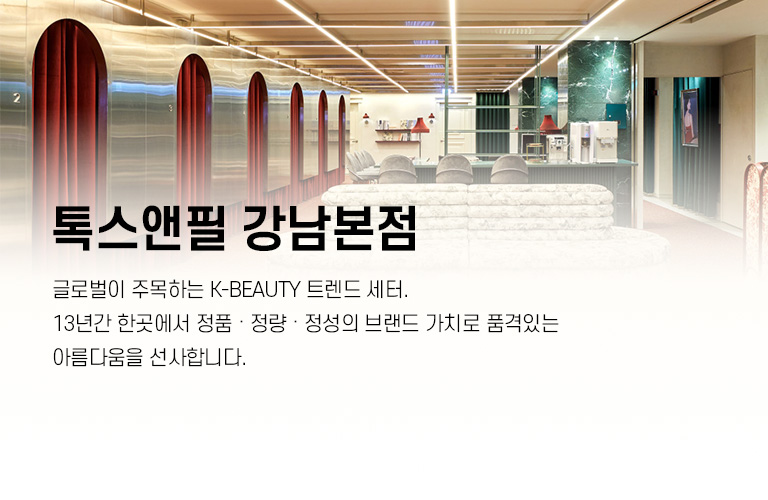 2
톡스앤필 강남본점
글로벌이 주목하는 K-BEAUTY 트렌드 세터.
13년간 한곳에서 정품 · 정량 · 정성의 브랜드 가치로 품격있는
아름다움을 선사합니다.